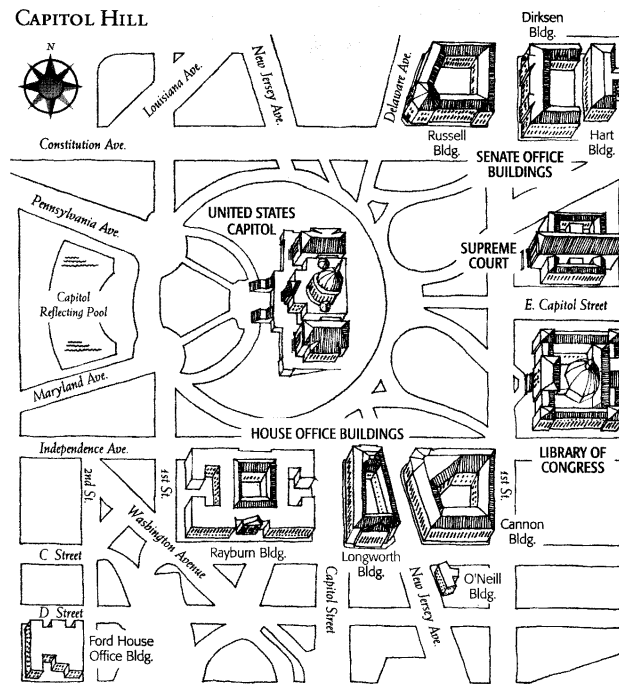 CAPITOL HILL
N
Louisiana Ave.
New Jersey Ave.
Delaware Ave.
Dirksen
Bldg.
Constitution Ave.
Russell
Bldg.
Hart
Bldg.
SENATE OFFICE
BUILDINGS
Pennsylvania Ave.
UNITED STATES
CAPITOL
SUPREME
COURT
Capitol
Reflecting Pool
E. Capitol Street
Maryland Ave.
HOUSE OFFICE BUILDINGS
Independence Ave.
LIBRARY OF
CONGRESS
2nd St.
1st St.
1st St.
Washington Avenue
Cannon
Bldg.
Rayburn Bldg.
Longworth
Bldg.
C Street
Capitol Street
New Jersey Ave.
O'Neill
Bldg.
D Street
Ford House
Office Bldg.